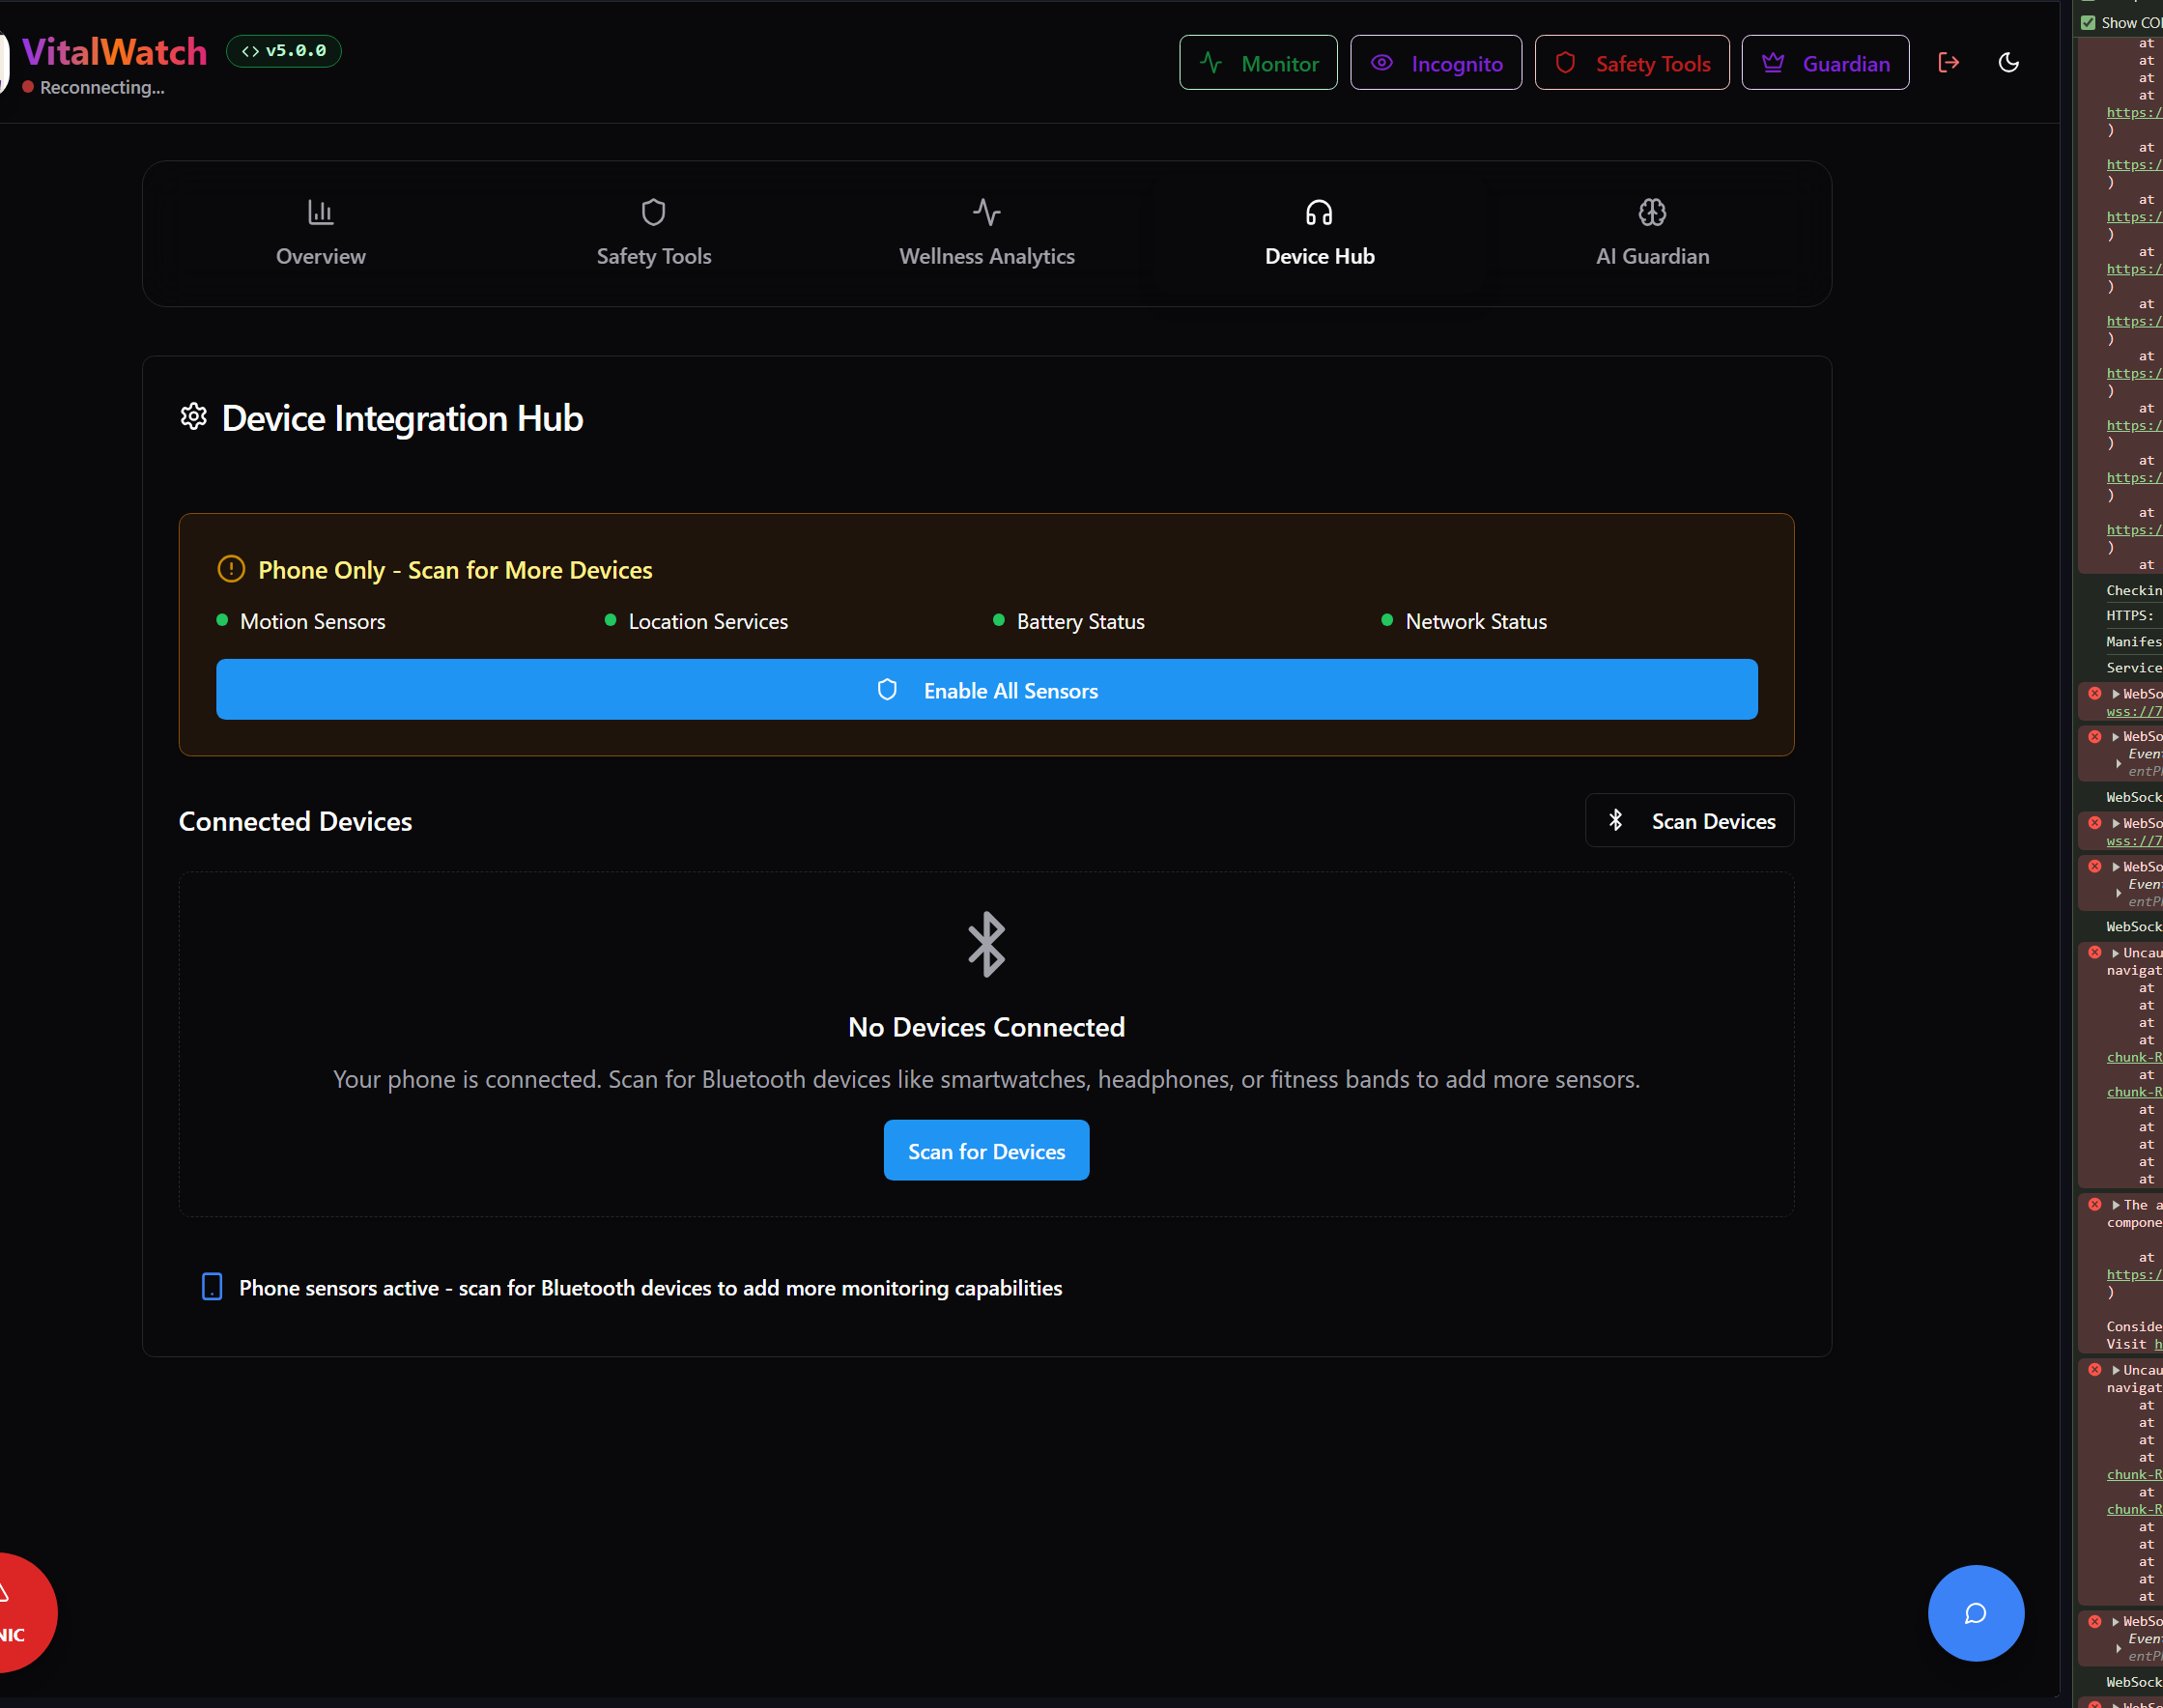 VitalWatch
<> v5.0.0
Reconnecting...
Monitor
Incognito
Safety Tools
Guardian
Overview
Safety Tools
Wellness Analytics
Device Hub
AI Guardian
Device Integration Hub
Phone Only - Scan for More Devices
Motion Sensors
Location Services
Battery Status
Network Status
Enable All Sensors
Connected Devices
Scan Devices
No Devices Connected
Your phone is connected. Scan for Bluetooth devices like smartwatches, headphones, or fitness bands to add more sensors.
Scan for Devices
Phone sensors active - scan for Bluetooth devices to add more monitoring capabilities
NIC
Show CO
at
at
at
at
https:/
)
at
https:/
)
at
https:/
)
at
https:/
)
at
https:/
)
at
https:/
)
at
https:/
)
at
https:/
)
at
https:/
)
at
Checkin
HTTPS:
Manifes
Service
WebSo
wss://7
WebSo
Even
entP
WebSock
WebSo
wss://7
WebSo
Even
entP
WebSock
Uncau
navigat
at
at
at
at
chunk-R
at
chunk-R
at
at
at
at
at
The a
compone
at
https:/
)
Conside
Visit h
Uncau
navigat
at
at
at
at
chunk-R
at
chunk-R
at
at
at
at
at
WebSo
Even
entP
WebSock
WebSo